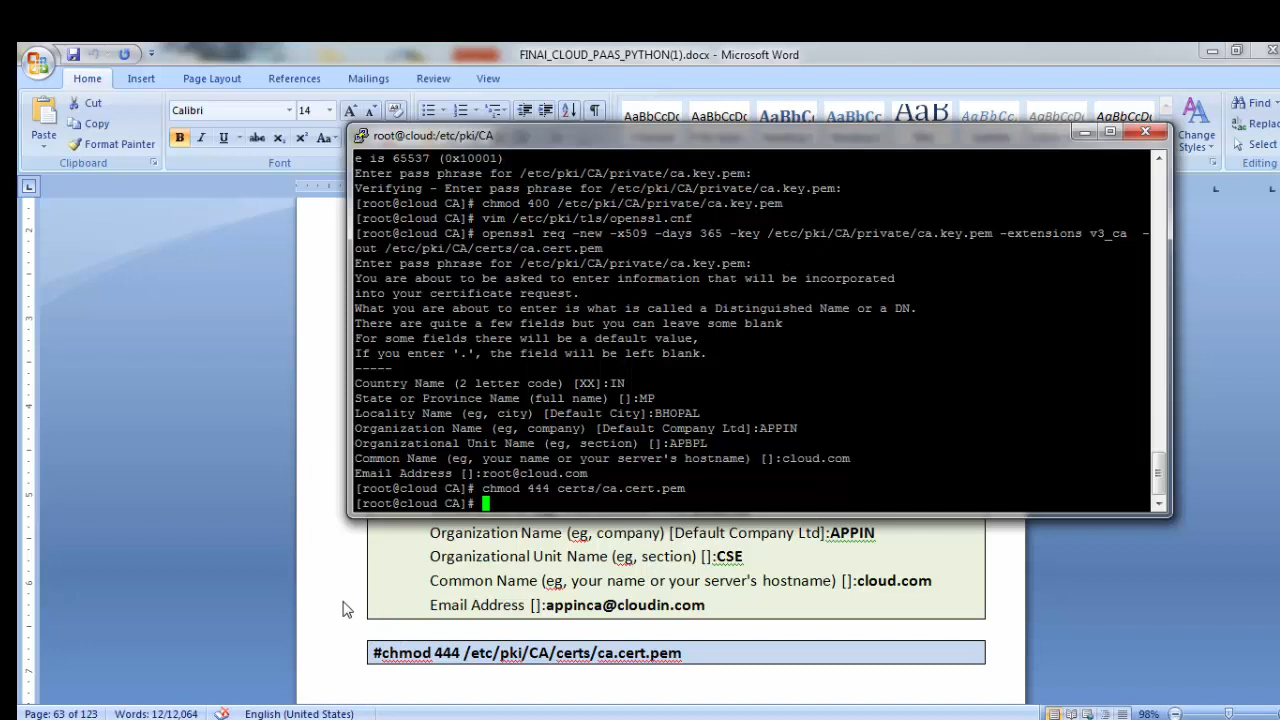 FINAL_CLOUD_PAAS_PYTHON(1).docx - Microsoft Word
Home Insert Page Layout References Mailings Review View
Cut
Copy
Format Painter
Paste
Clipboard
Calibri 14
B I U abc x₂ x² Aa
Font
AaBbCcDc AaBbCcDc AaBbC AaBbCc AaB AaBbCc. AaBbCcDt AaBbCcDt
Change
Styles
Find
Replac
Select
Editing
root@cloud:/etc/pki/CA
e is 65537 (0x10001)
Enter pass phrase for /etc/pki/CA/private/ca.key.pem:
Verifying - Enter pass phrase for /etc/pki/CA/private/ca.key.pem:
[root@cloud CA]# chmod 400 /etc/pki/CA/private/ca.key.pem
[root@cloud CA]# vim /etc/pki/tls/openssl.cnf
[root@cloud CA]# openssl req -new -x509 -days 365 -key /etc/pki/CA/private/ca.key.pem -extensions v3_ca -
out /etc/pki/CA/certs/ca.cert.pem
Enter pass phrase for /etc/pki/CA/private/ca.key.pem:
You are about to be asked to enter information that will be incorporated
into your certificate request.
What you are about to enter is what is called a Distinguished Name or a DN.
There are quite a few fields but you can leave some blank
For some fields there will be a default value,
If you enter '.', the field will be left blank.
-----
Country Name (2 letter code) [XX]:IN
State or Province Name (full name) []:MP
Locality Name (eg, city) [Default City]:BHOPAL
Organization Name (eg, company) [Default Company Ltd]:APPIN
Organizational Unit Name (eg, section) []:APBPL
Common Name (eg, your name or your server's hostname) []:cloud.com
Email Address []:root@cloud.com
[root@cloud CA]# chmod 444 certs/ca.cert.pem
[root@cloud CA]#
Organization Name (eg, company) [Default Company Ltd]:APPIN
Organizational Unit Name (eg, section) []:CSE
Common Name (eg, your name or your server's hostname) []:cloud.com
Email Address []:appinca@cloudin.com
#chmod 444 /etc/pki/CA/certs/ca.cert.pem
Page: 63 of 123 Words: 12/12,064 English (United States) 98%